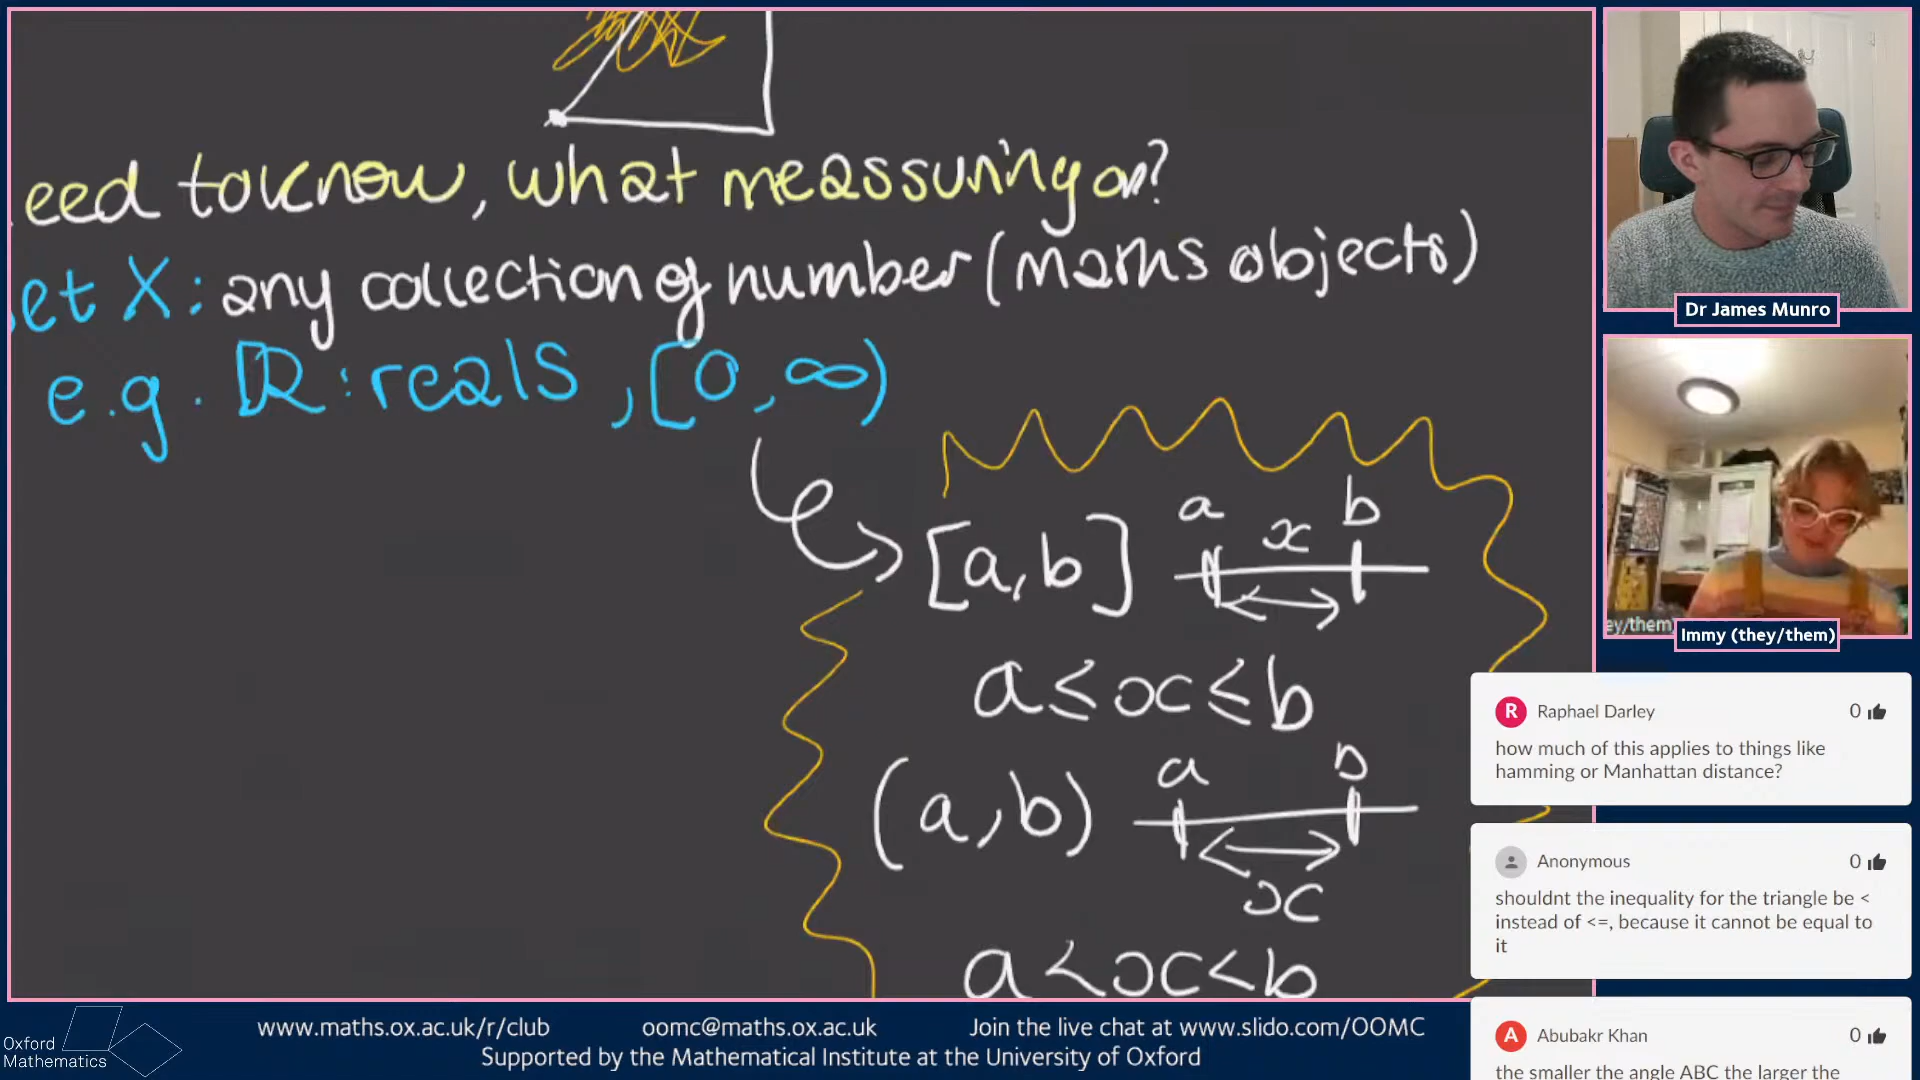 eed to know, what meassuring on?
et X: any collection of number (maths objects)
e.g. ℝ: reals, [0, ∞)
[a, b] a x b
a ≤ x ≤ b
(a, b) a b
x
a < x < b
Dr James Munro
ey/them)
Immy (they/them)
R Raphael Darley 0
how much of this applies to things like
hamming or Manhattan distance?
Anonymous 0
shouldnt the inequality for the triangle be <
instead of <=, because it cannot be equal to
it
A Abubakr Khan 0
the smaller the angle ABC the larger the
Oxford
Mathematics
www.maths.ox.ac.uk/r/club oomc@maths.ox.ac.uk Join the live chat at www.slido.com/OOMC
Supported by the Mathematical Institute at the University of Oxford